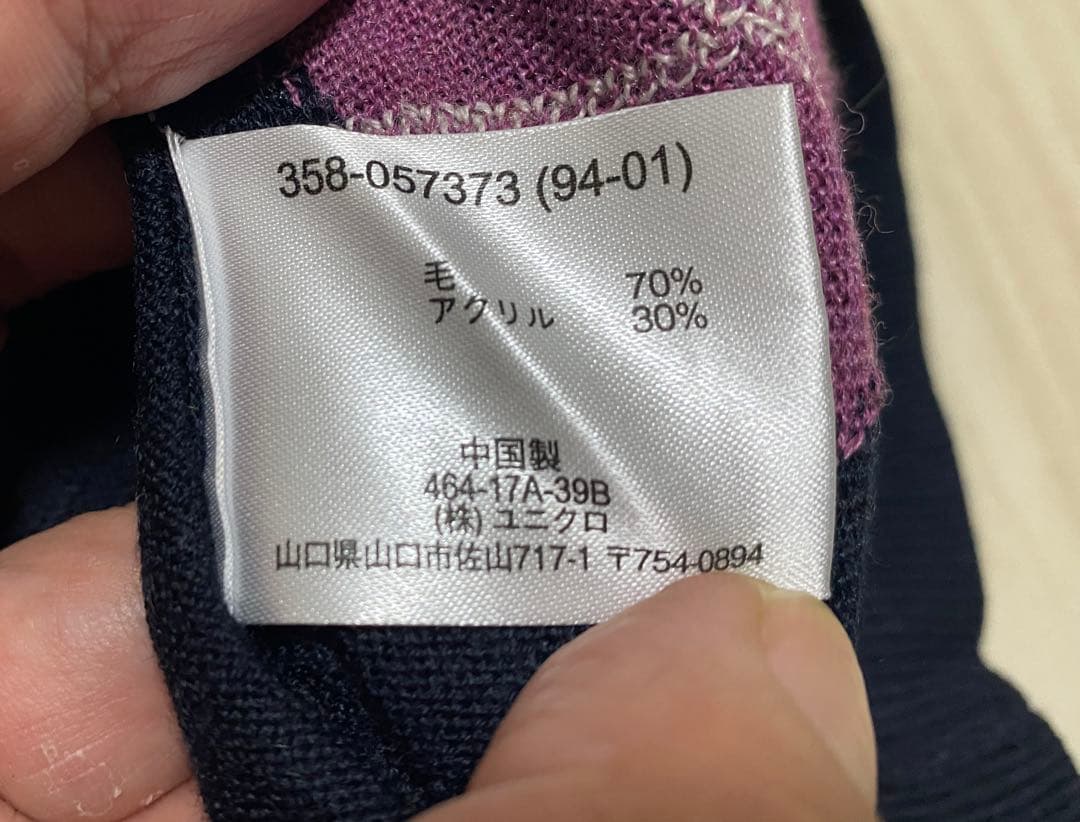 358-057373 (94-01)
毛 70%
アクリル 30%
中国製
464-17A-39B
(株) ユニクロ
山口県山口市佐山717-1 〒754-0894